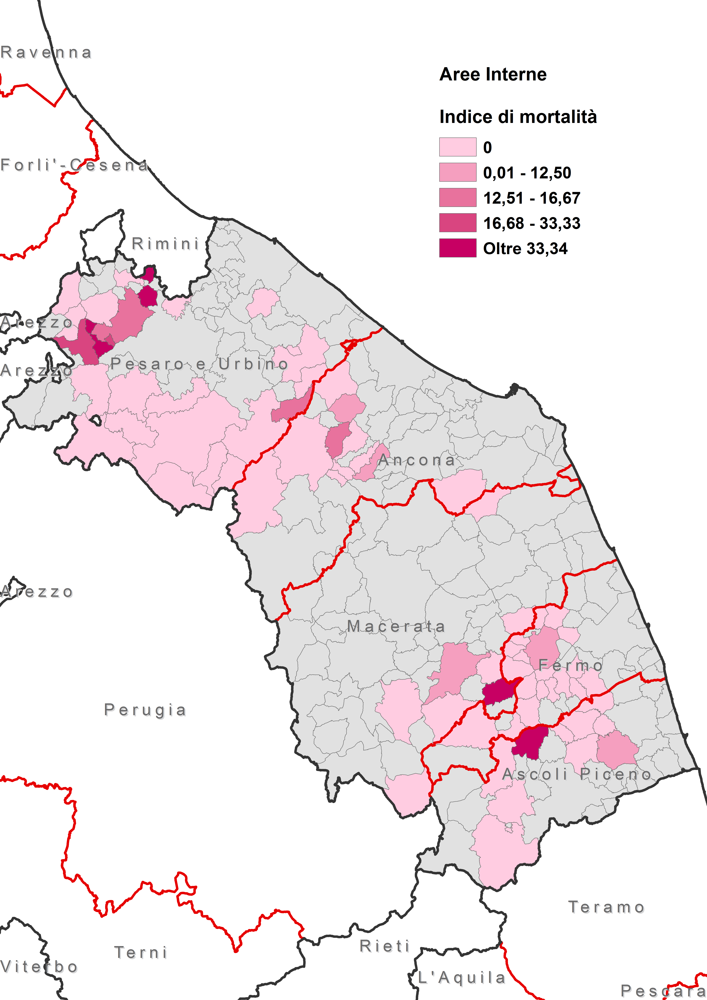 Ravenna
Aree Interne
Indice di mortalità
0
Forli'-Cesena
0,01 - 12,50
12,51 - 16,67
16,68 - 33,33
Rimini
Oltre 33,34
Arezzo
Pesaro e Urbino
Arezzo
Ancona
Arezzo
Macerata
Fermo
Perugia
Ascoli Piceno
Teramo
Rieti
Terni
Viterbo
L'Aquila
Pescara